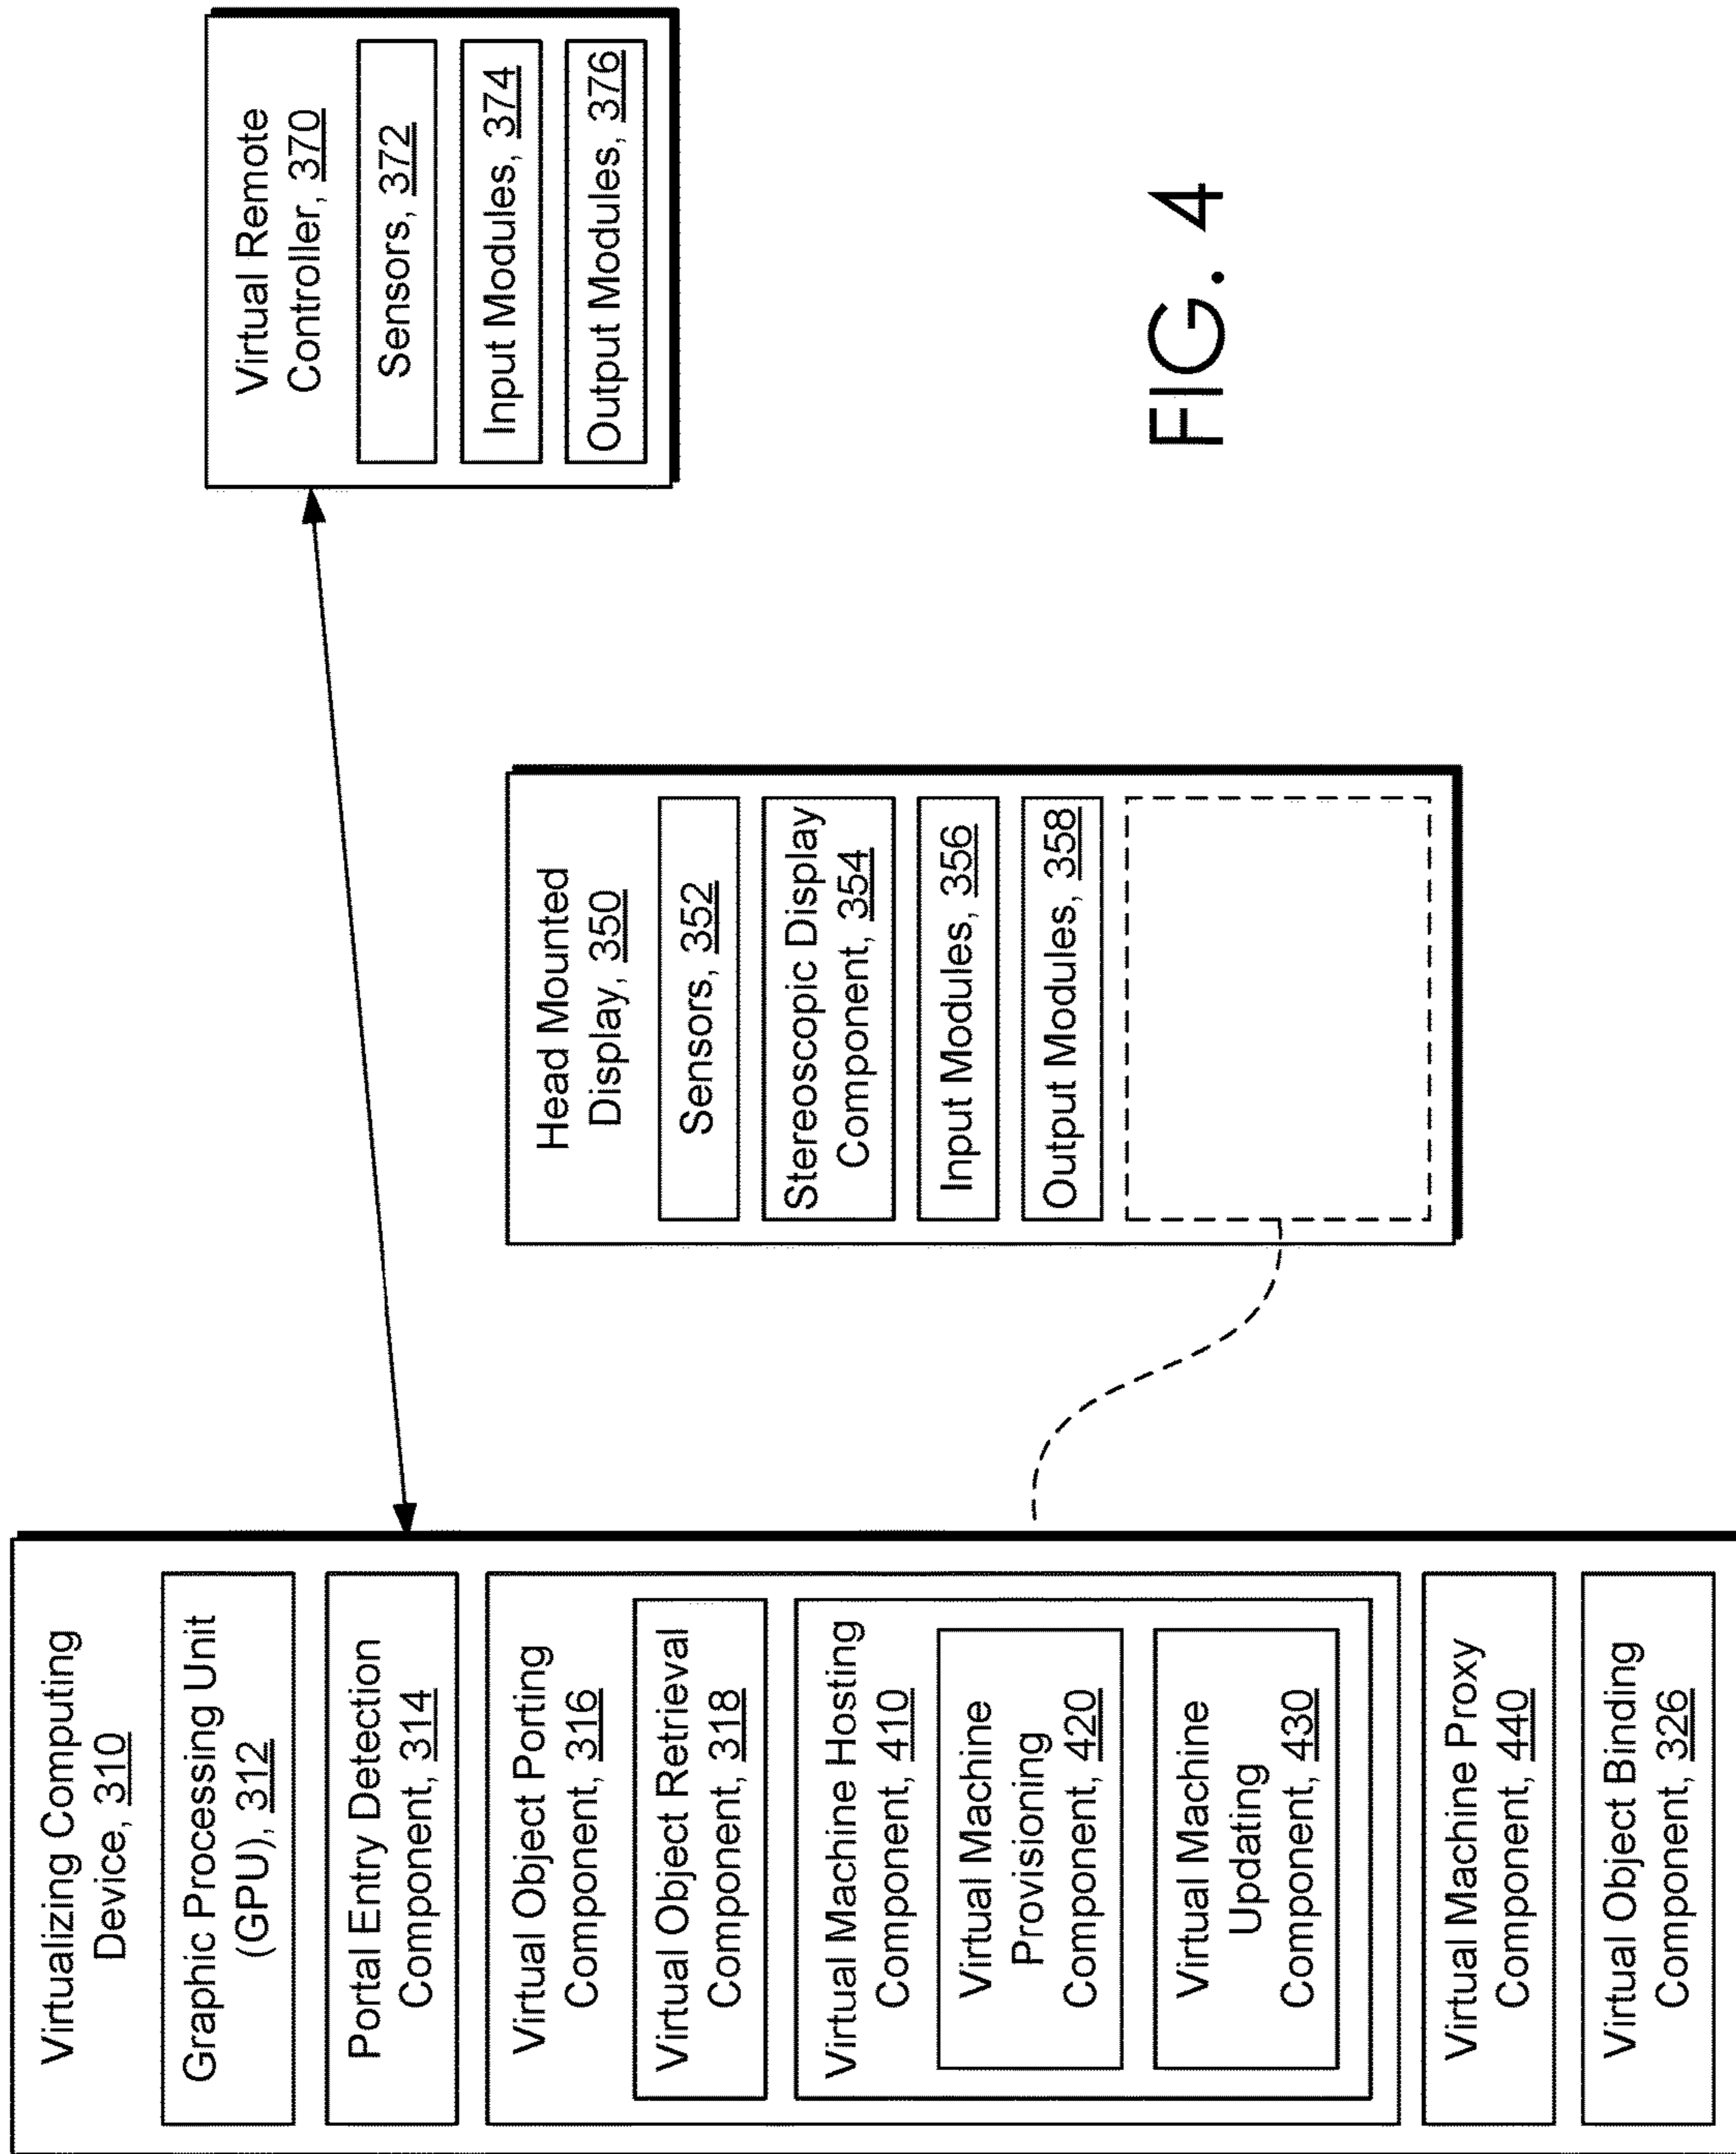 Virtualizing Computing
Device, 310
Graphic Processing Unit
(GPU), 312
Portal Entry Detection
Component, 314
Virtual Object Porting
Component, 316
Virtual Object Retrieval
Component, 318
Virtual Machine Hosting
Component, 410
Virtual Machine
Provisioning
Component, 420
Virtual Machine
Updating
Component, 430
Virtual Machine Proxy
Component, 440
Virtual Object Binding
Component, 326
Head Mounted
Display, 350
Sensors, 352
Stereoscopic Display
Component, 354
Input Modules, 356
Output Modules, 358
Virtual Remote
Controller, 370
Sensors, 372
Input Modules, 374
Output Modules, 376
FIG. 4